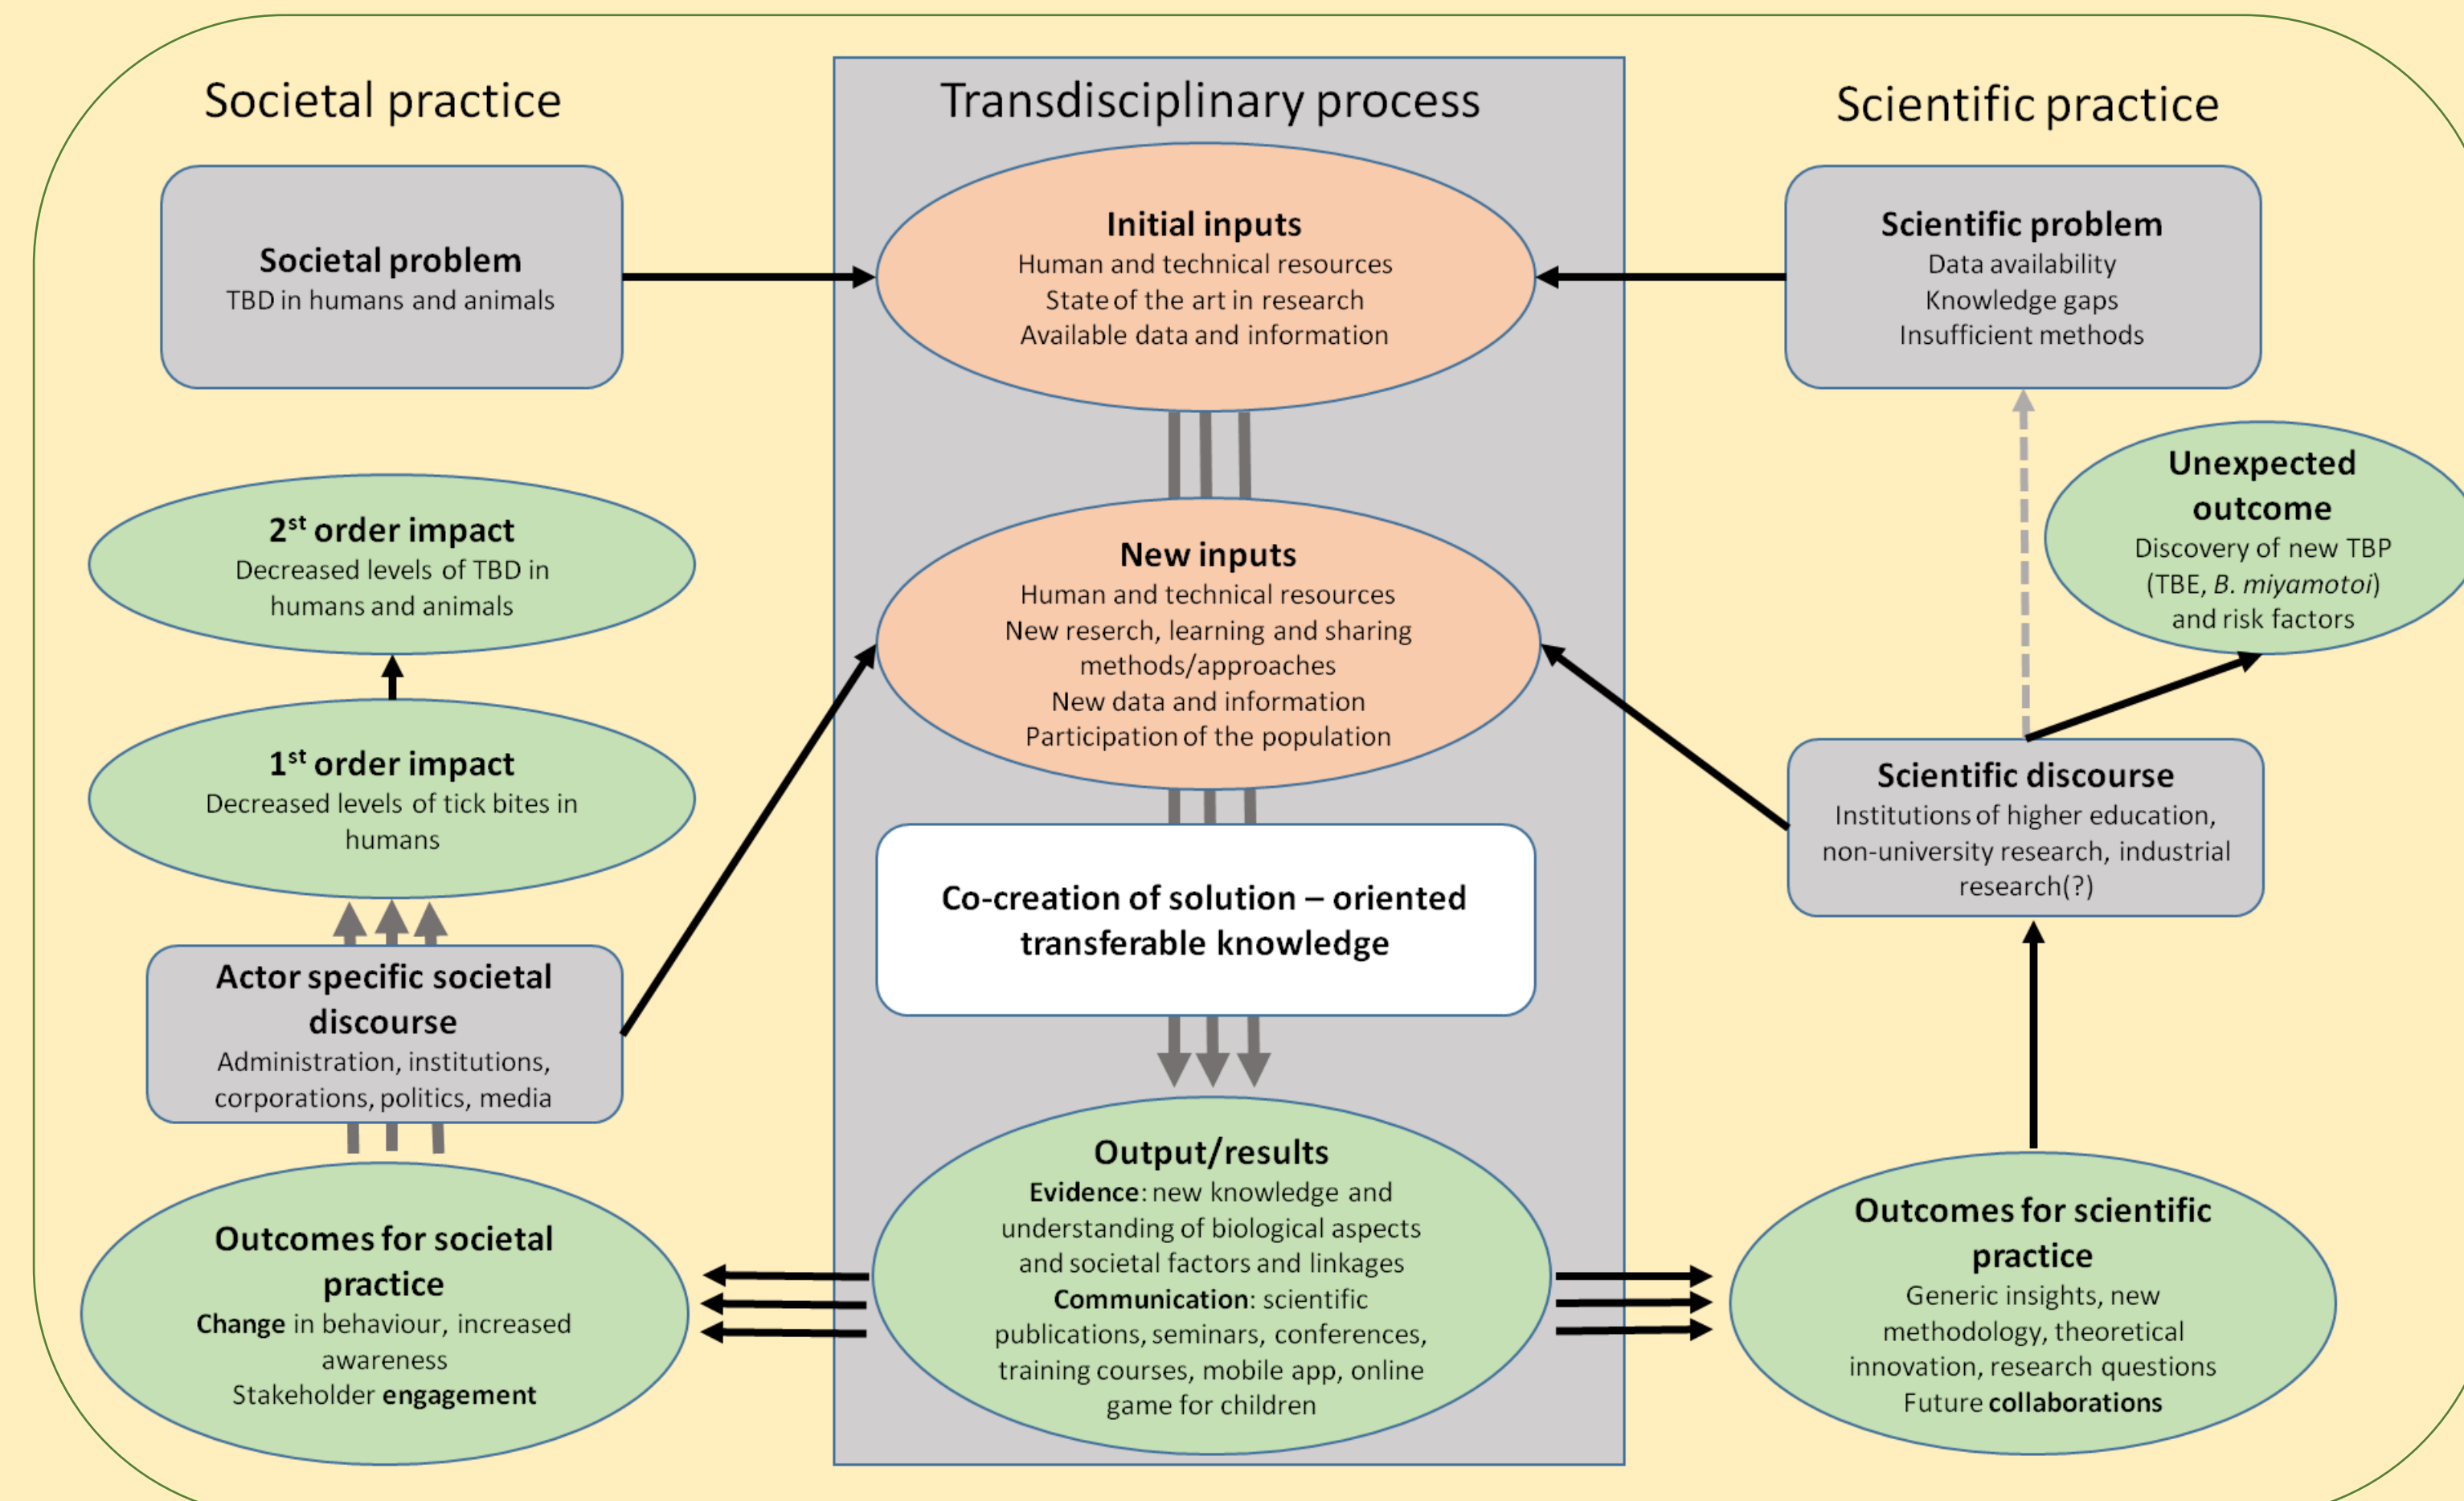 Societal practice
Transdisciplinary process
Scientific practice
Societal problem
TBD in humans and animals
Initial inputs
Human and technical resources
State of the art in research
Available data and information
Scientific problem
Data availability
Knowledge gaps
Insufficient methods
2st order impact
Decreased levels of TBD in
humans and animals
New inputs
Human and technical resources
New reserch, learning and sharing
methods/approaches
New data and information
Participation of the population
Unexpected
outcome
Discovery of new TBP
(TBE, B. miyamotoi)
and risk factors
1st order impact
Decreased levels of tick bites in
humans
Co-creation of solution – oriented
transferable knowledge
Scientific discourse
Institutions of higher education,
non-university research, industrial
research(?)
Actor specific societal
discourse
Administration, institutions,
corporations, politics, media
Outcomes for societal
practice
Change in behaviour, increased
awareness
Stakeholder engagement
Output/results
Evidence: new knowledge and
understanding of biological aspects
and societal factors and linkages
Communication: scientific
publications, seminars, conferences,
training courses, mobile app, online
game for children
Outcomes for scientific
practice
Generic insights, new
methodology, theoretical
innovation, research questions
Future collaborations